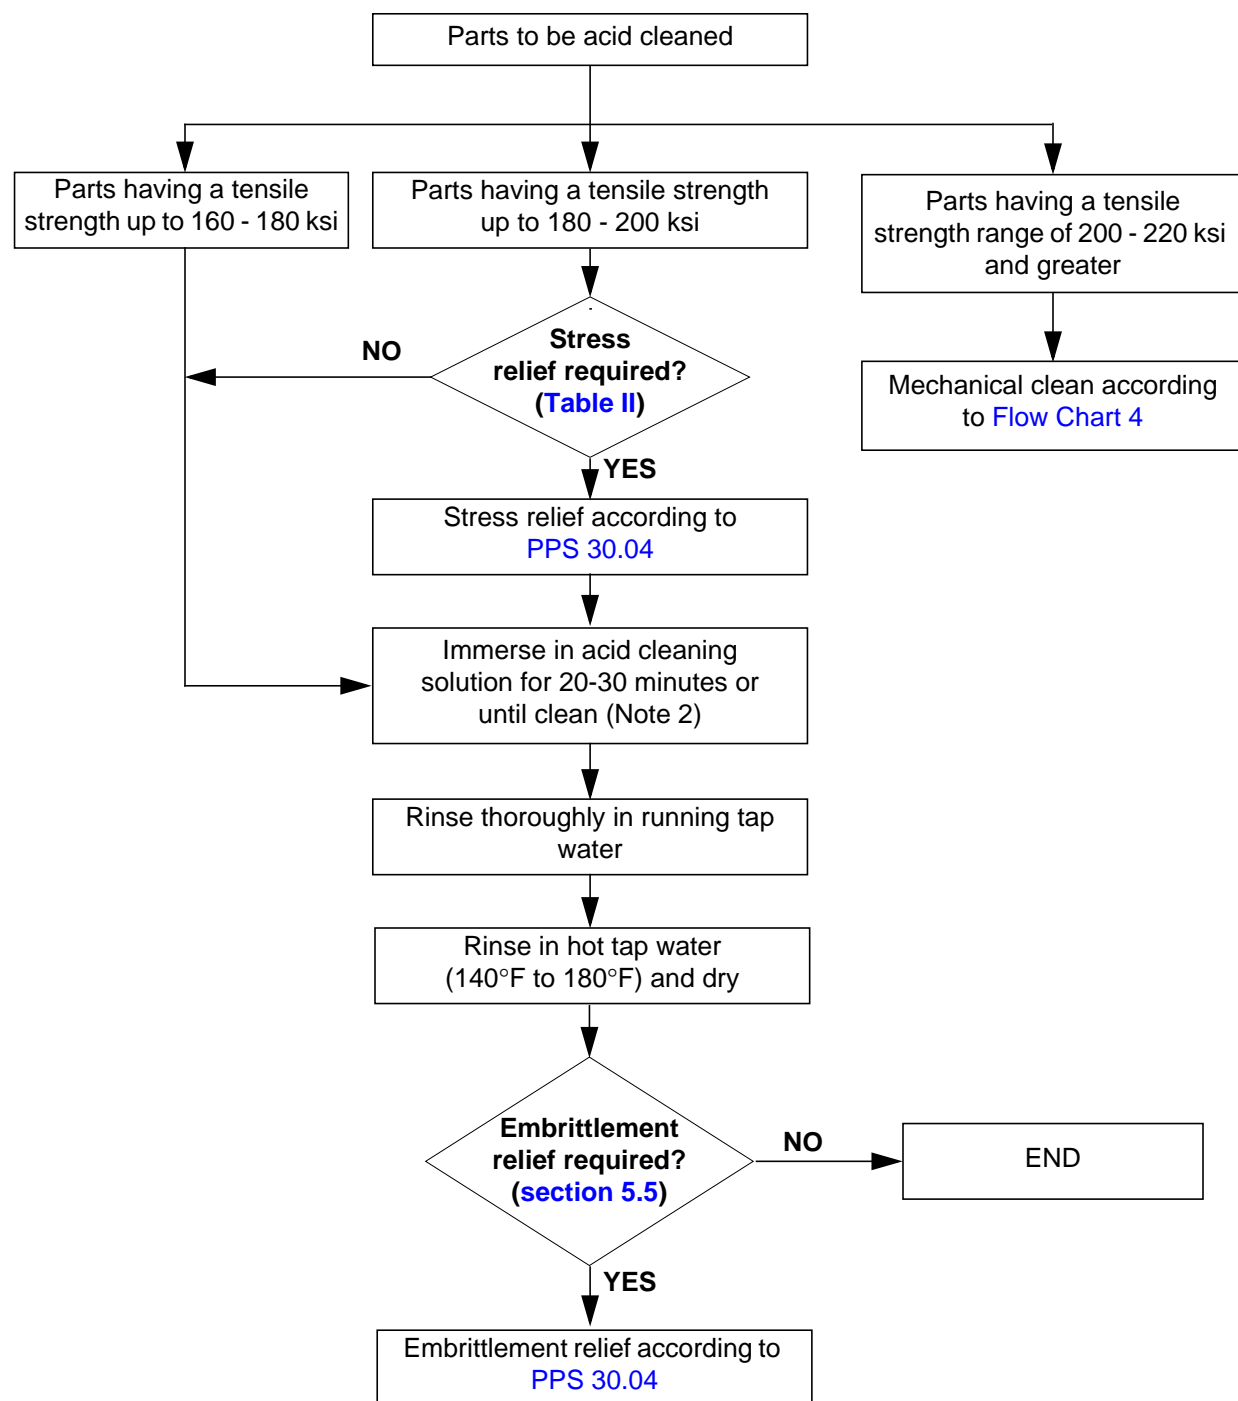 Parts to be acid cleaned
Parts having a tensile
strength up to 160 - 180 ksi
Parts having a tensile strength
up to 180 - 200 ksi
Parts having a tensile
strength range of 200 - 220 ksi
and greater
Stress
relief required?
(Table II)
NO
YES
Mechanical clean according
to Flow Chart 4
Stress relief according to
PPS 30.04
Immerse in acid cleaning
solution for 20-30 minutes or
until clean (Note 2)
Rinse thoroughly in running tap
water
Rinse in hot tap water
(140°F to 180°F) and dry
Embrittlement
relief required?
(section 5.5)
NO
END
YES
Embrittlement relief according to
PPS 30.04